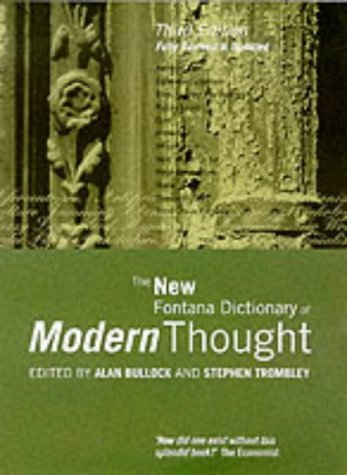 Third Edition
Fully Revised & Updated
The New
Fontana Dictionary of
Modern Thought
EDITED BY ALAN BULLOCK AND STEPHEN TROMBLEY
'How did one exist without this
splendid book?' The Economist